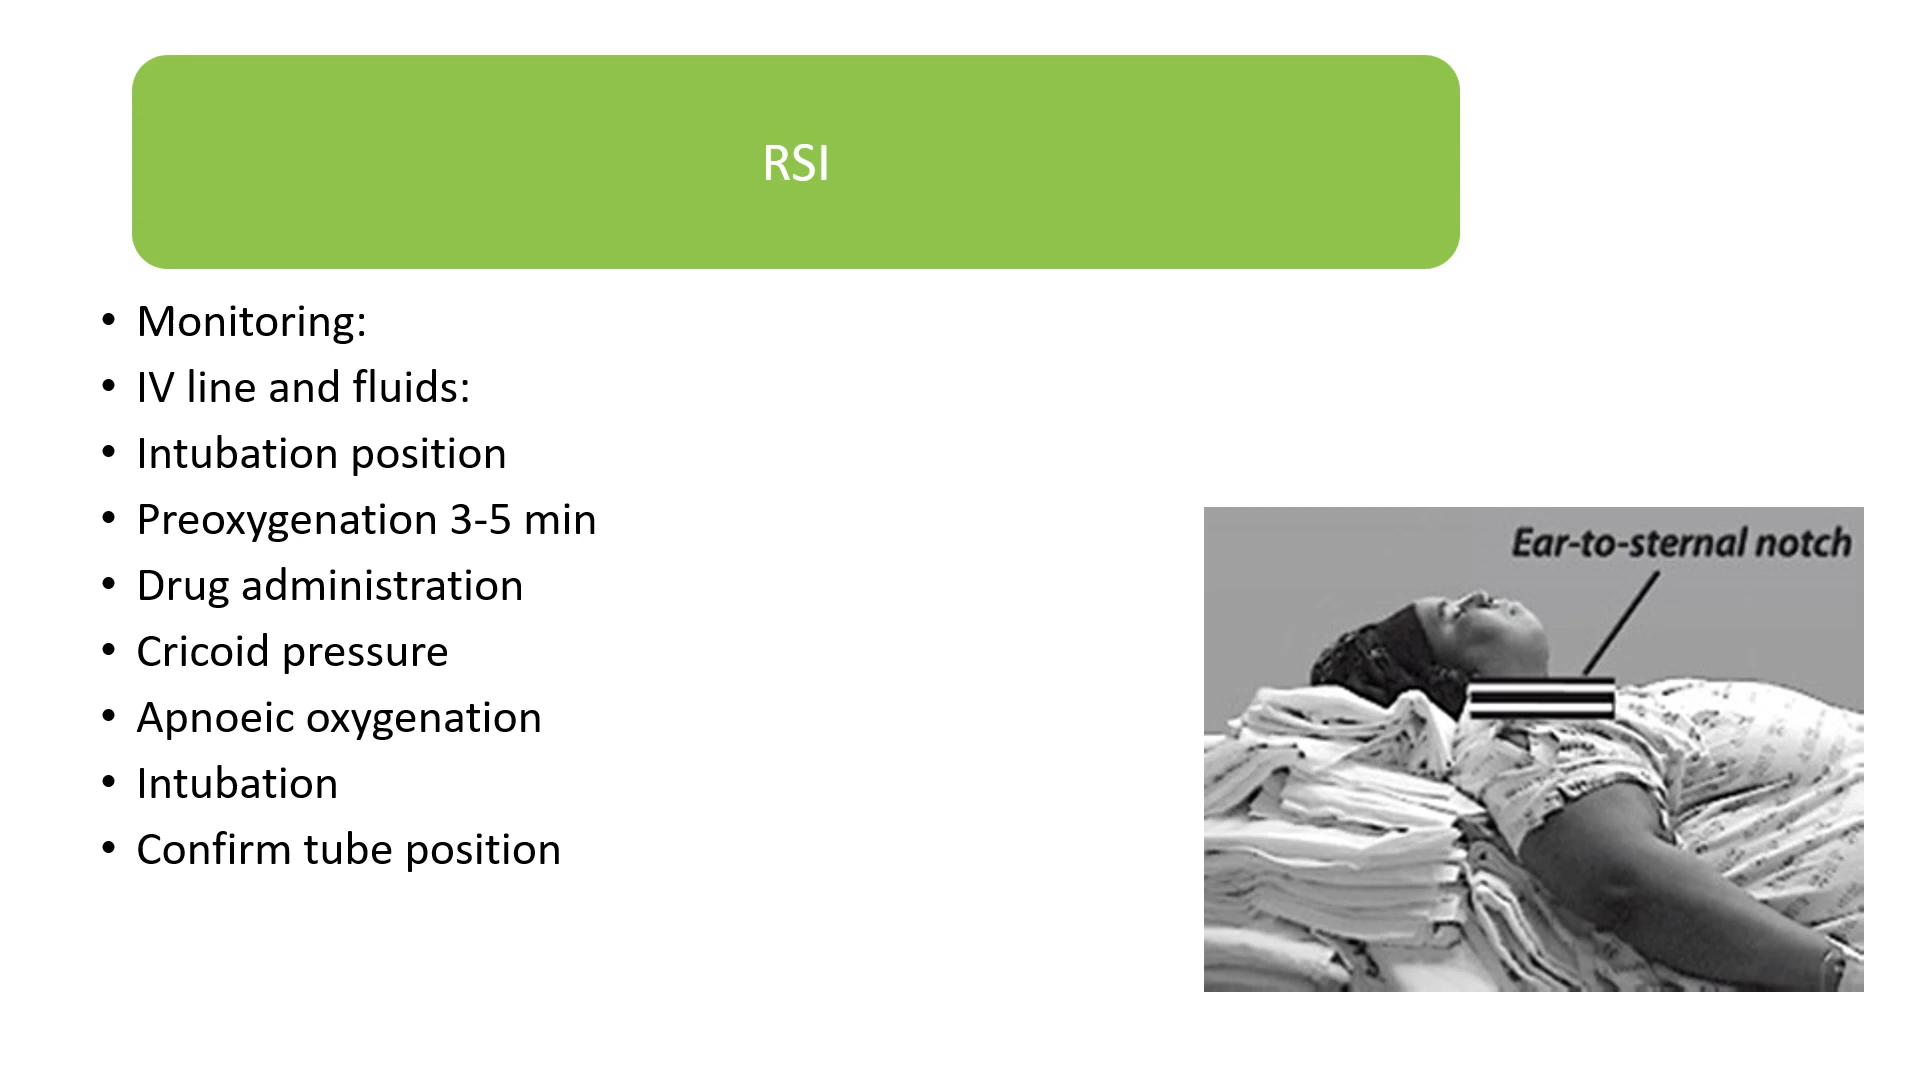 RSI
• Monitoring:
• IV line and fluids:
• Intubation position
• Preoxygenation 3-5 min
• Drug administration
• Cricoid pressure
• Apnoeic oxygenation
• Intubation
• Confirm tube position
Ear-to-sternal notch